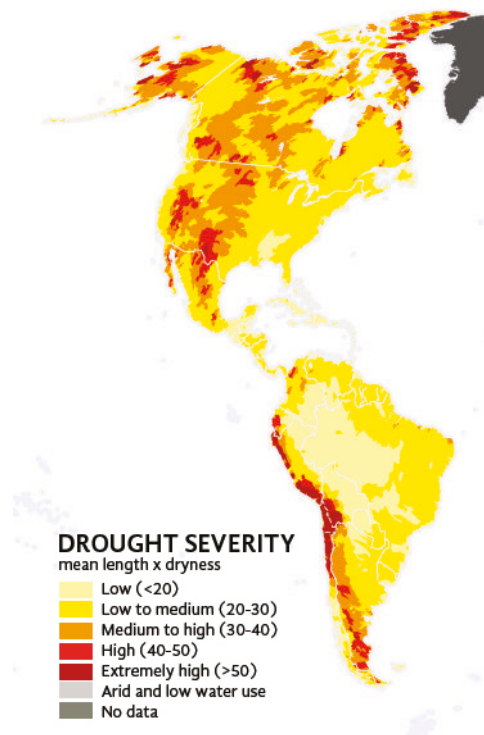 DROUGHT SEVERITY
mean length x dryness
Low (<20)
Low to medium (20-30)
Medium to high (30-40)
High (40-50)
Extremely high (>50)
Arid and low water use
No data